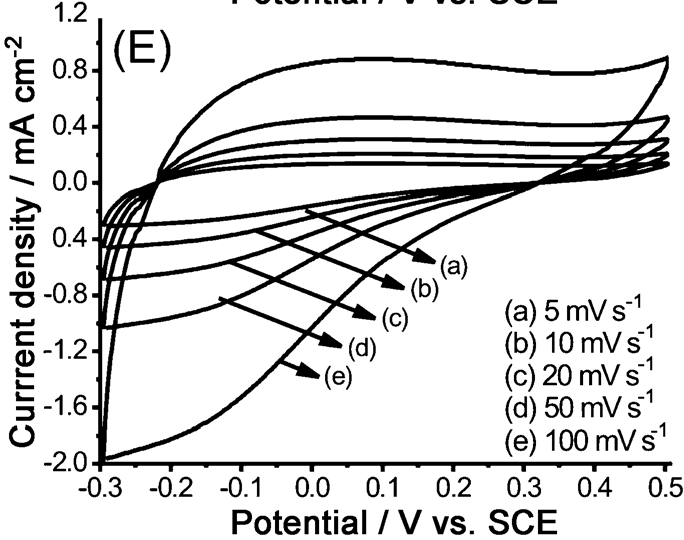 Potential / V vs. SCE
(E)
Currrent density / mA cm-2
1.2
0.8
0.4
0.0
0.4
-0.8
-1.2
-1.6
-2.0
(a)
(b)
(c)
(d)
(e)
(a) 5 mV s-1
(b) 10 mV s-1
(c) 20 mV s-1
(d) 50 mV s-1
(e) 100 mV s-1
-0.3 -0.2 -0.1 0.0 0.1 0.2 0.3 0.4 0.5
Potential / V vs. SCE